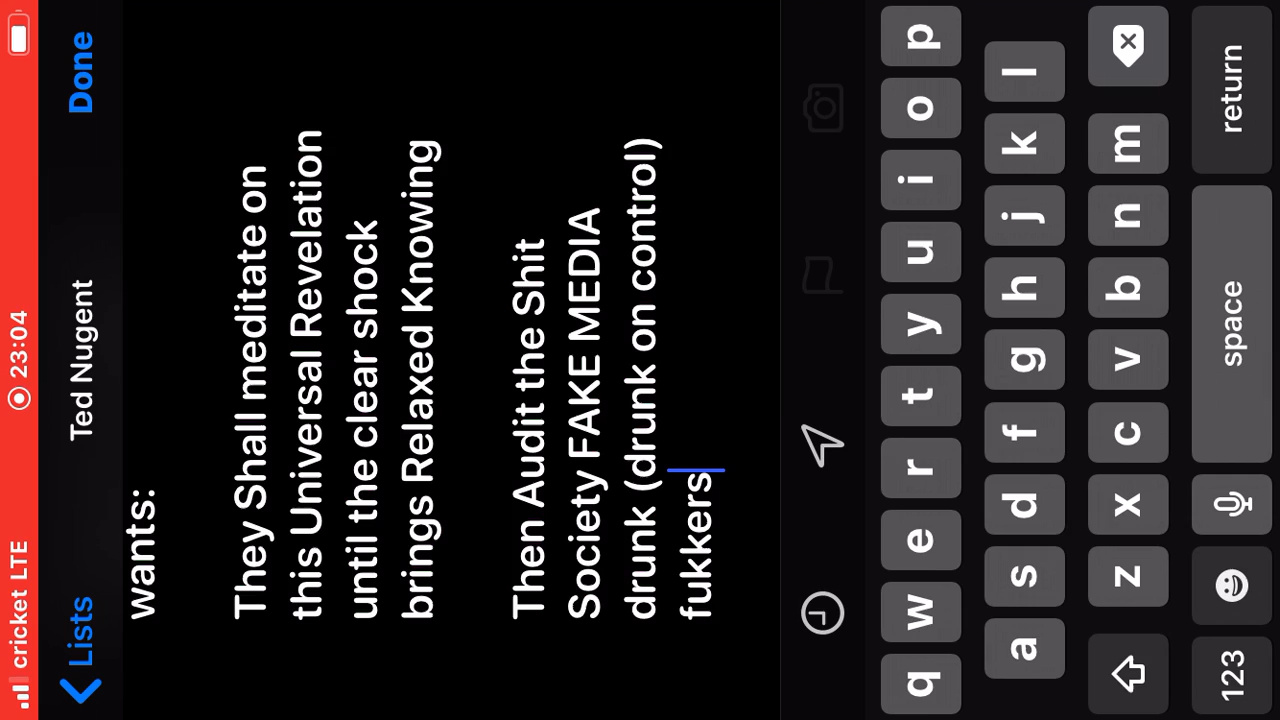 cricket LTE 23:04
Lists Ted Nugent Done
wants:
They Shall meditate on
this Universal Revelation
until the clear shock
brings Relaxed Knowing
Then Audit the Shit
Society FAKE MEDIA
drunk (drunk on control)
fukkers
q w e r t y u i o p
a s d f g h j k l
z x c v b n m
123 space return